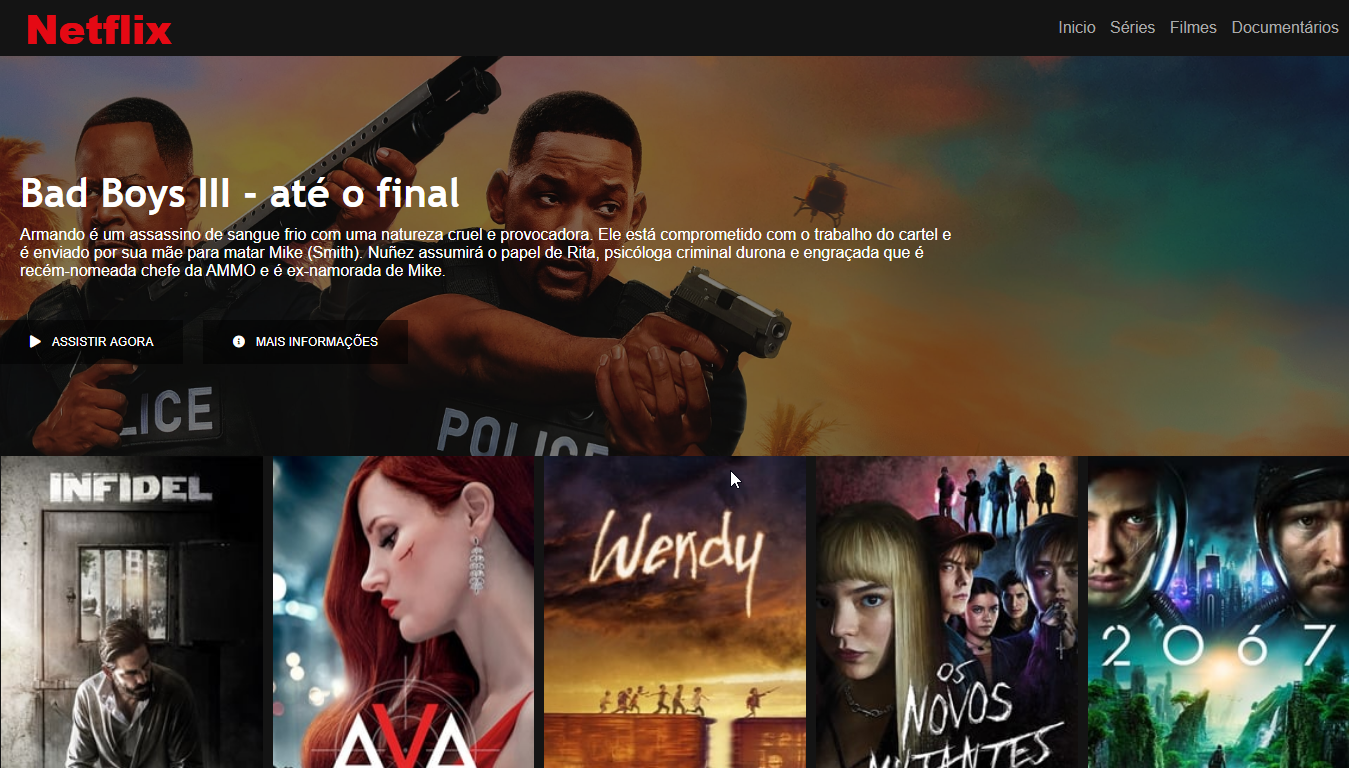 Netflix
Inicio Séries Filmes Documentários
Bad Boys III - até o final
Armando é um assassino de sangue frio com uma natureza cruel e provocadora. Ele está comprometido com o trabalho do cartel e
é enviado por sua mãe para matar Mike (Smith). Nuñez assumirá o papel de Rita, psicóloga criminal durona e engraçada que é
recém-nomeada chefe da AMMO e é ex-namorada de Mike.
ASSISTIR AGORA MAIS INFORMAÇÕES
LICE
POLICE
INFIDEL
AVA
Wendy
OS
NOVOS
MUTANTES
2067